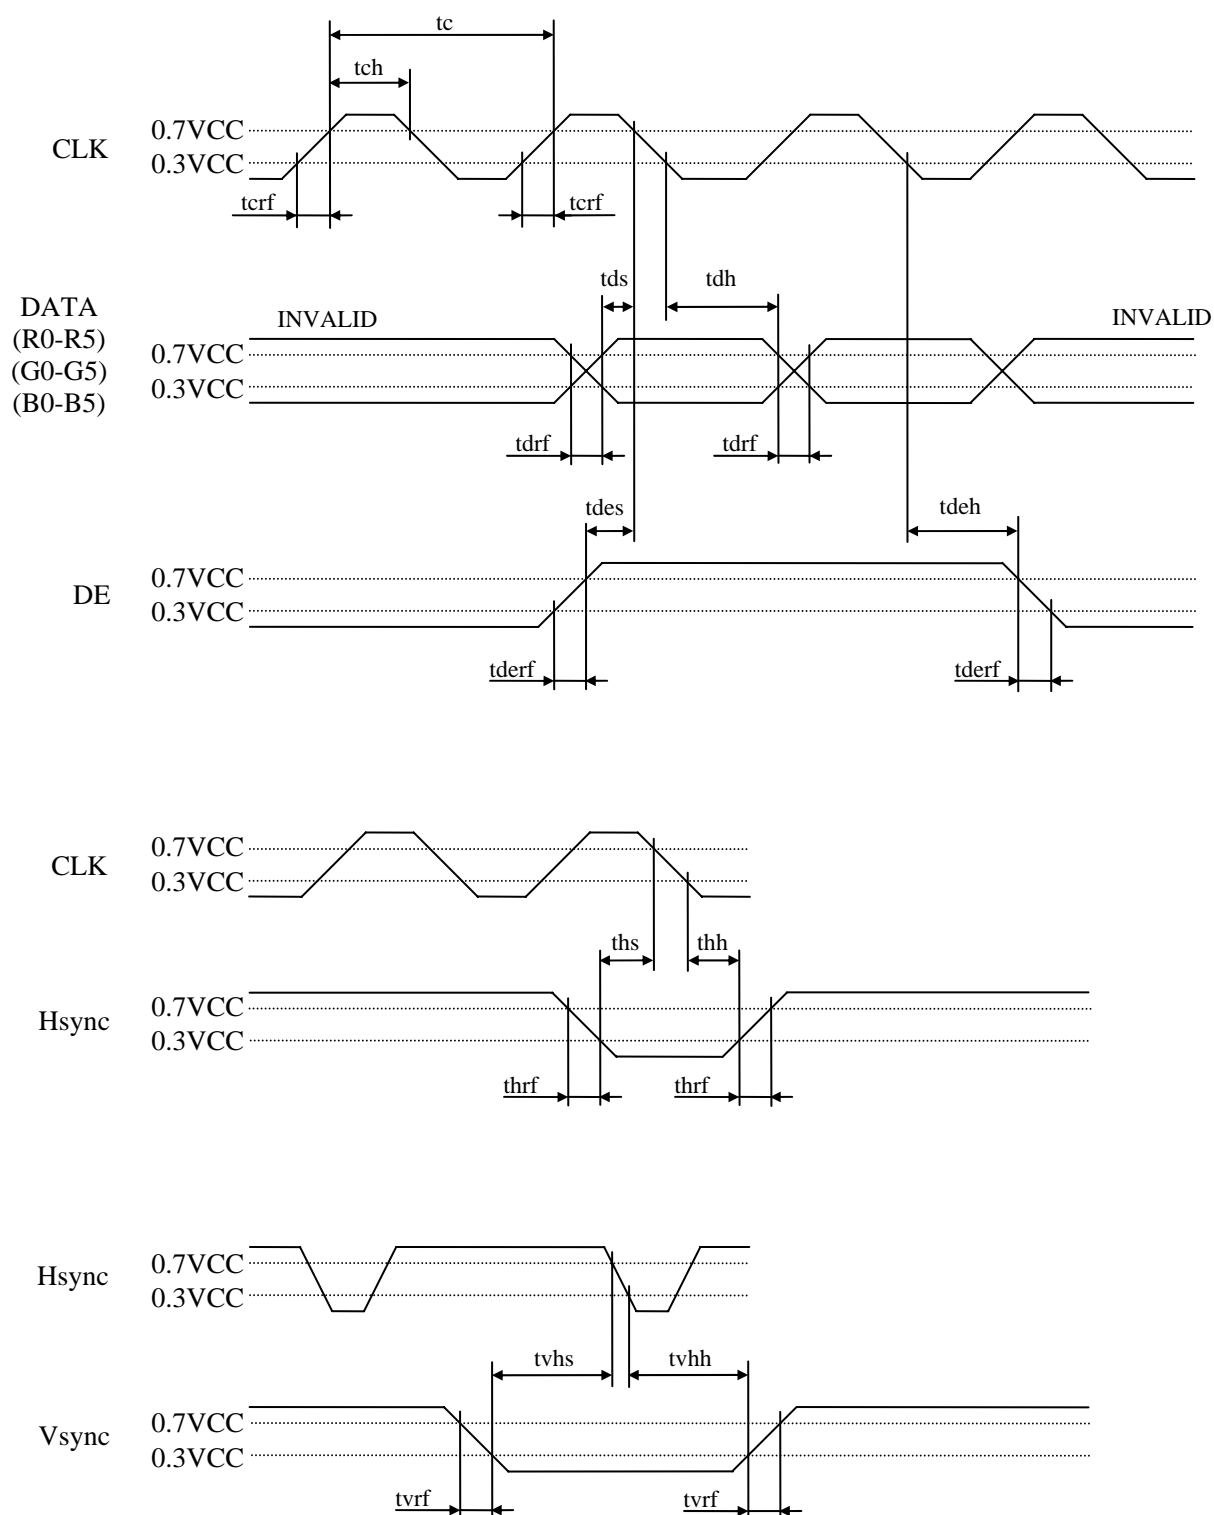 tc
tch
CLK
0.7VCC
0.3VCC
tcrf
tcrf
tds
tdh
DATA
(R0-R5)
(G0-G5)
(B0-B5)
INVALID
INVALID
0.7VCC
0.3VCC
tdrf
tdrf
tdes
tdeh
DE
0.7VCC
0.3VCC
tderf
tderf
CLK
0.7VCC
0.3VCC
ths
thh
Hsync
0.7VCC
0.3VCC
thrf
thrf
Hsync
0.7VCC
0.3VCC
tvhs
tvhh
Vsync
0.7VCC
0.3VCC
tvrf
tvrf